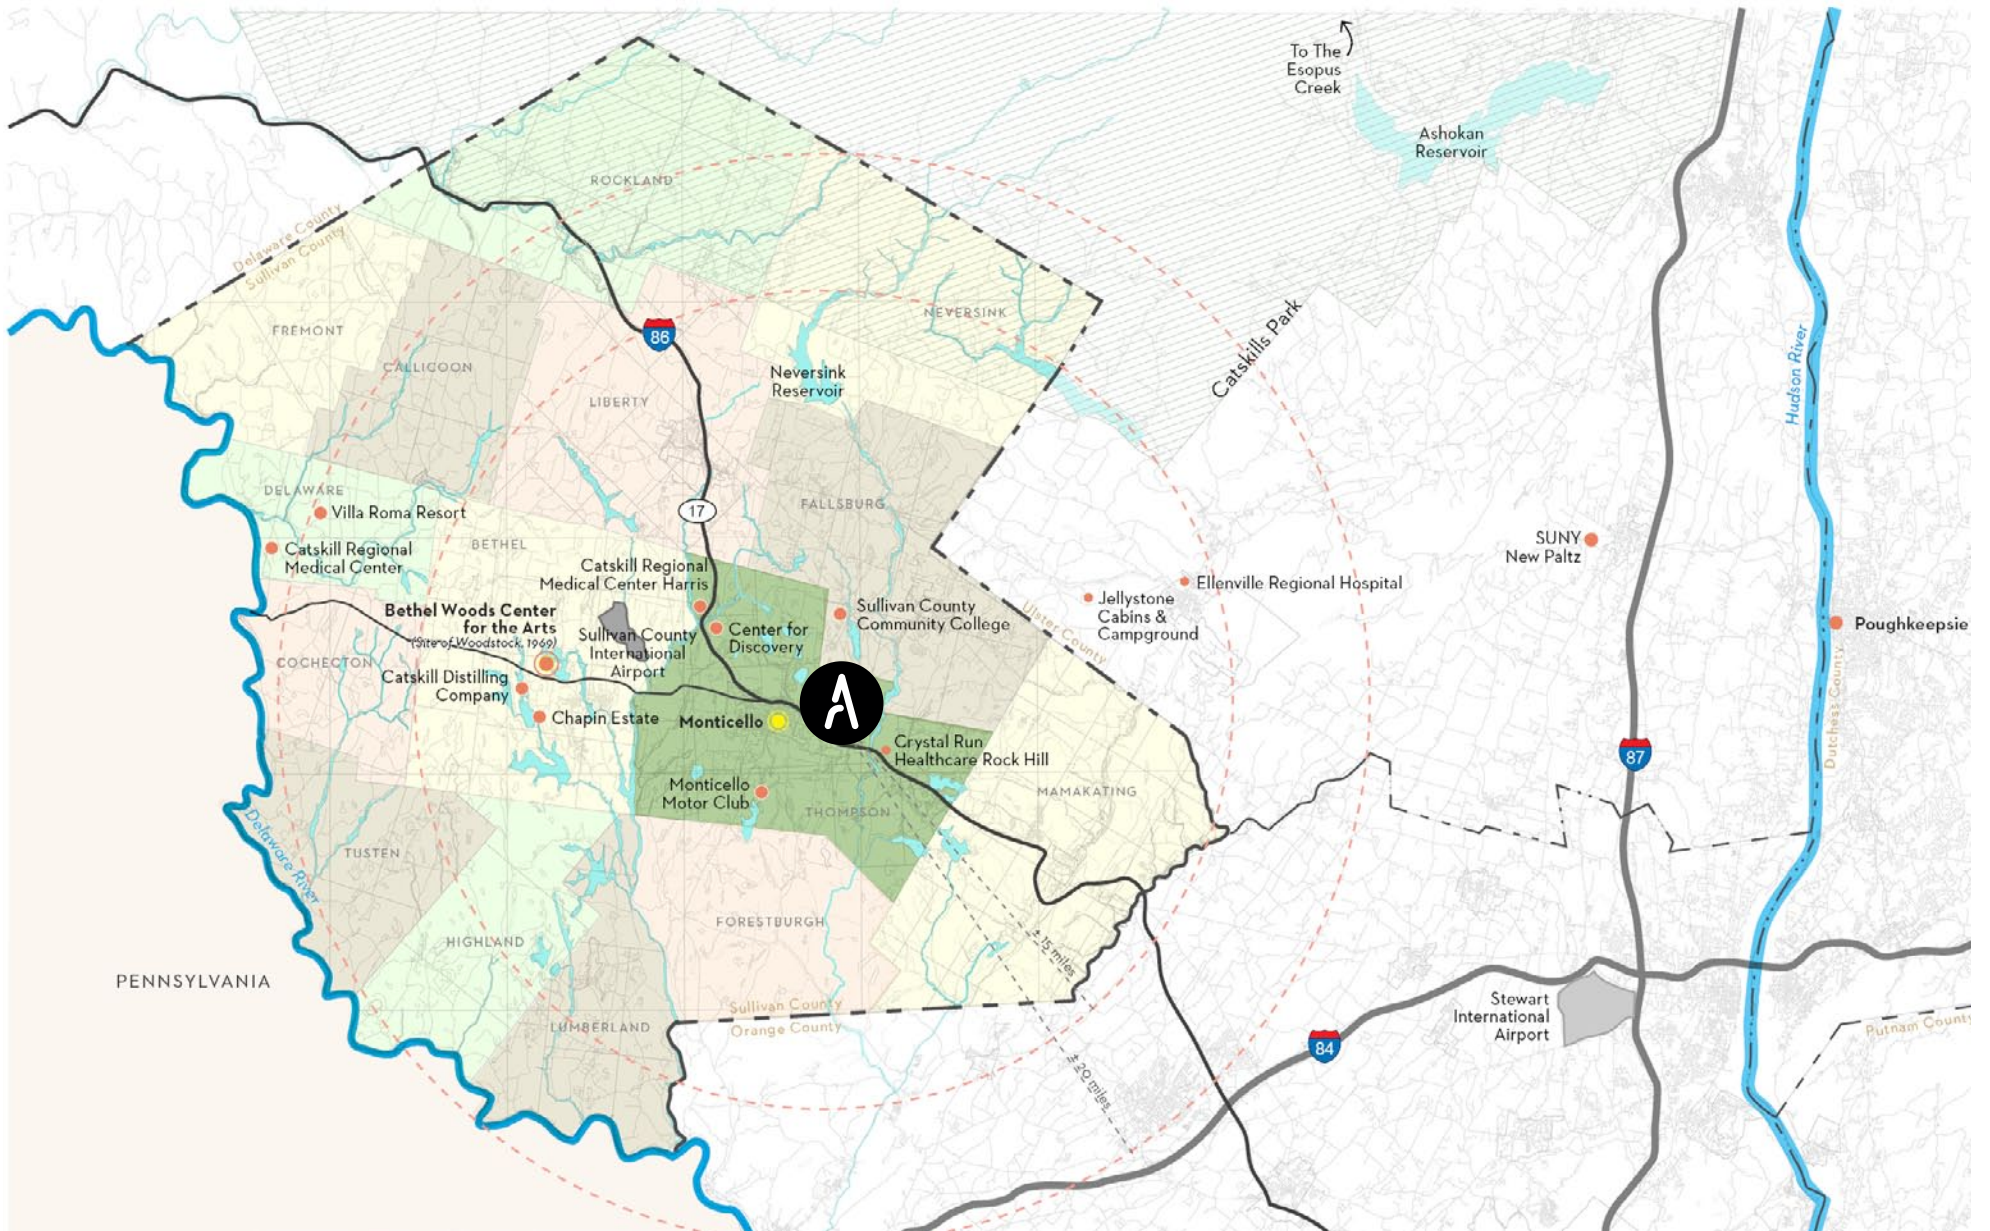 To The
Esopus
Creek
Ashokan
Reservoir
ROCKLAND
Delaware County
Sullivan County
FREMONT
NEVERSINK
86
CALLICOON
Neversink
Reservoir
LIBERTY
Catskills Park
Hudson River
DELAWARE
Villa Roma Resort
17
FALLSBURG
BETHEL
Catskill Regional
Medical Center
Catskill Regional
Medical Center Harris
SUNY
New Paltz
Ellenville Regional Hospital
Jellystone
Cabins &
Campground
Ulster County
Bethel Woods Center
for the Arts
(Site of Woodstock, 1969)
Sullivan County
International
Airport
Center for
Discovery
Sullivan County
Community College
Poughkeepsie
Dutchess County
COCHECTON
Catskill Distilling
Company
Chapin Estate
Monticello
A
Crystal Run
Healthcare Rock Hill
87
Monticello
Motor Club
THOMPSON
MAMAKATING
Delaware River
TUSTEN
FORESTBURGH
HIGHLAND
± 15 miles
PENNSYLVANIA
Sullivan County
Orange County
LUMBERLAND
Stewart
International
Airport
84
Putnam County
± 20 miles